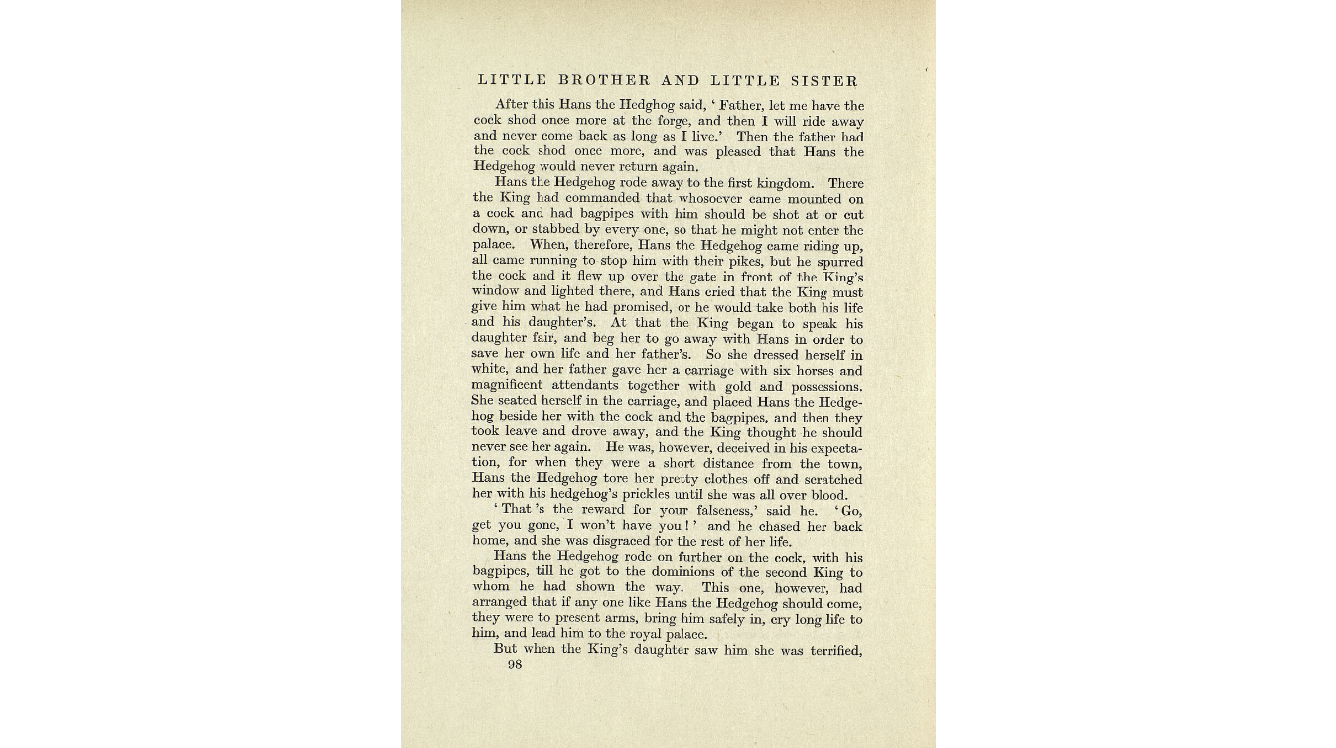 LITTLE BROTHER AND LITTLE SISTER
After this Hans the Hedghog said, ‘ Father, let me have the
cock shod once more at the forge, and then I will ride away
and never come back as long as I live.’ Then the father had
the cock shod once more, and was pleased that Hans the
Hedgehog would never return again.
Hans the Hedgehog rode away to the first kingdom. There
the King had commanded that whosoever came mounted on
a cock and had bagpipes with him should be shot at or cut
down, or stabbed by every one, so that he might not enter the
palace. When, therefore, Hans the Hedgehog came riding up,
all came running to stop him with their pikes, but he spurred
the cock and it flew up over the gate in front of the King’s
window and lighted there, and Hans cried that the King must
give him what he had promised, or he would take both his life
and his daughter’s. At that the King began to speak his
daughter fair, and beg her to go away with Hans in order to
save her own life and her father’s. So she dressed herself in
white, and her father gave her a carriage with six horses and
magnificent attendants together with gold and possessions.
She seated herself in the carriage, and placed Hans the Hedge-
hog beside her with the cock and the bagpipes, and then they
took leave and drove away, and the King thought he should
never see her again. He was, however, deceived in his expecta-
tion, for when they were a short distance from the town,
Hans the Hedgehog tore her pretty clothes off and scratched
her with his hedgehog’s prickles until she was all over blood.
‘ That ’s the reward for your falseness,’ said he. ‘ Go,
get you gone, I won’t have you ! ’ and he chased her back
home, and she was disgraced for the rest of her life.
Hans the Hedgehog rode on further on the cock, with his
bagpipes, till he got to the dominions of the second King to
whom he had shown the way. This one, however, had
arranged that if any one like Hans the Hedgehog should come,
they were to present arms, bring him safely in, cry long life to
him, and lead him to the royal palace.
But when the King’s daughter saw him she was terrified,
98